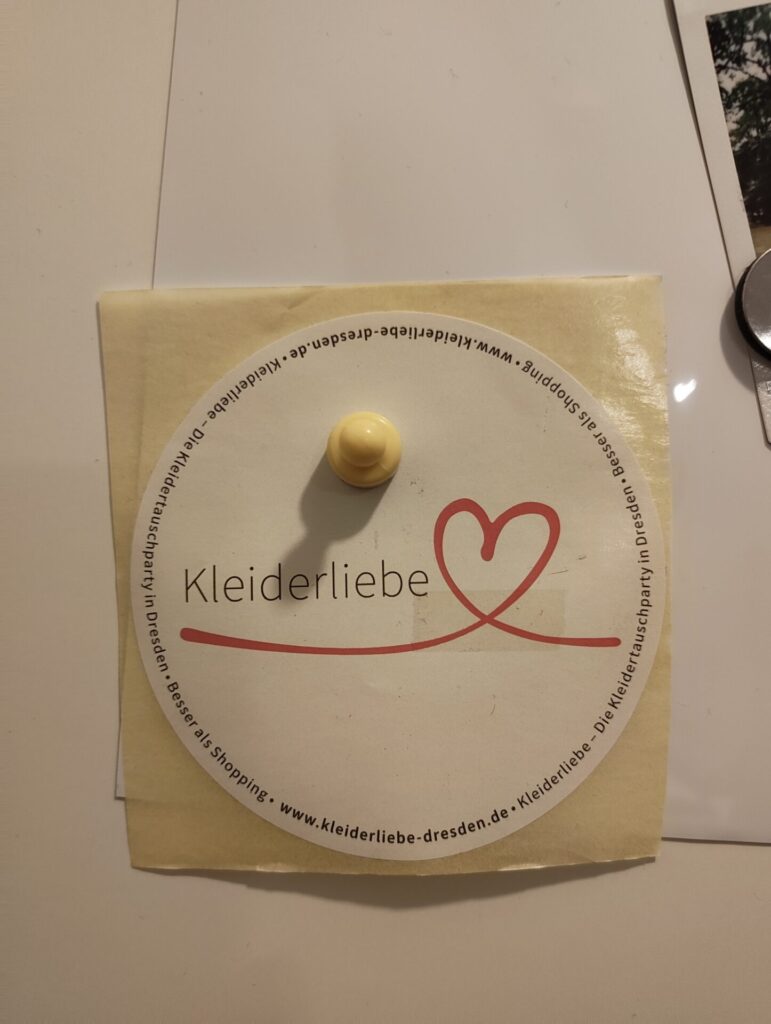 Kleiderliebe
www.kleiderliebe-dresden.de • Kleiderliebe – Die Kleidertauschparty in Dresden • Besser als Shopping • www.kleiderliebe-dresden.de • Kleiderliebe – Die Kleidertauschparty in Dresden • Besser als Shopping •